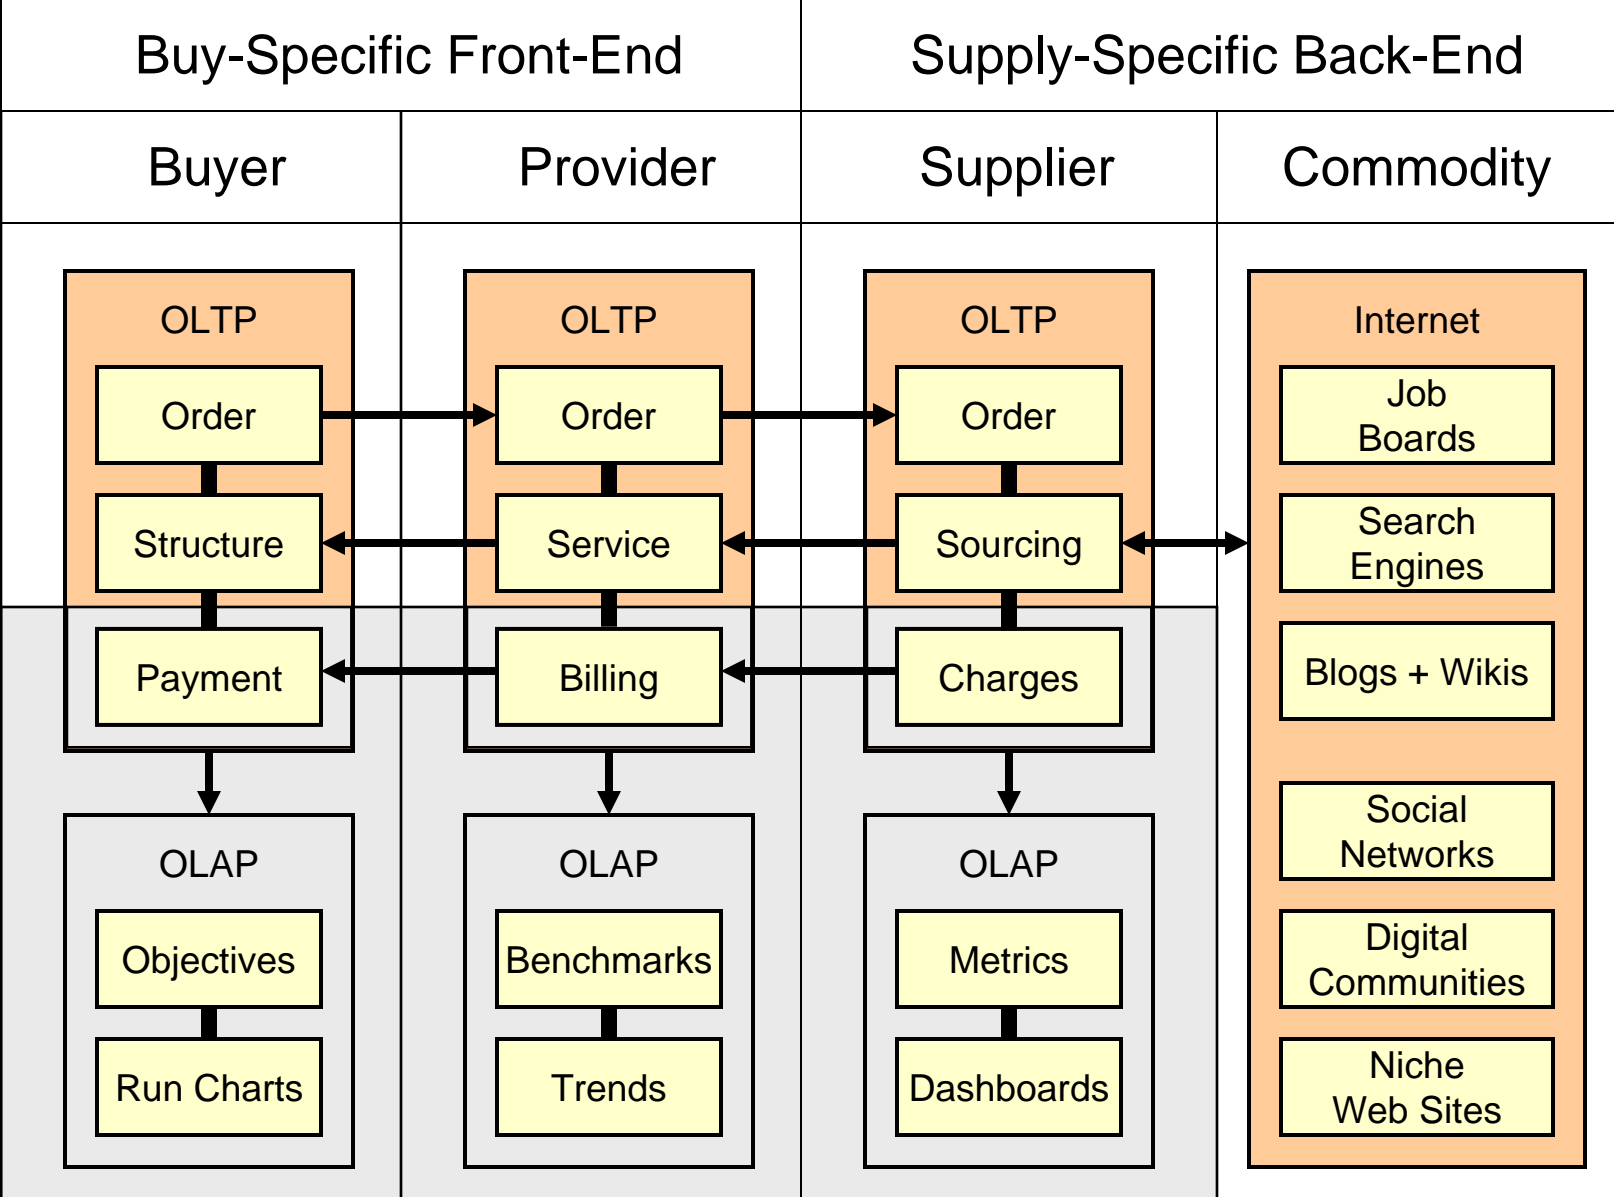 Buy-Specific Front-End
Supply-Specific Back-End
Buyer
Provider
Supplier
Commodity
OLTP
Order
Structure
Payment
OLAP
Objectives
Run Charts
OLTP
Order
Service
Billing
OLAP
Benchmarks
Trends
OLTP
Order
Sourcing
Charges
OLAP
Metrics
Dashboards
Internet
Job
Boards
Search
Engines
Blogs + Wikis
Social
Networks
Digital
Communities
Niche
Web Sites